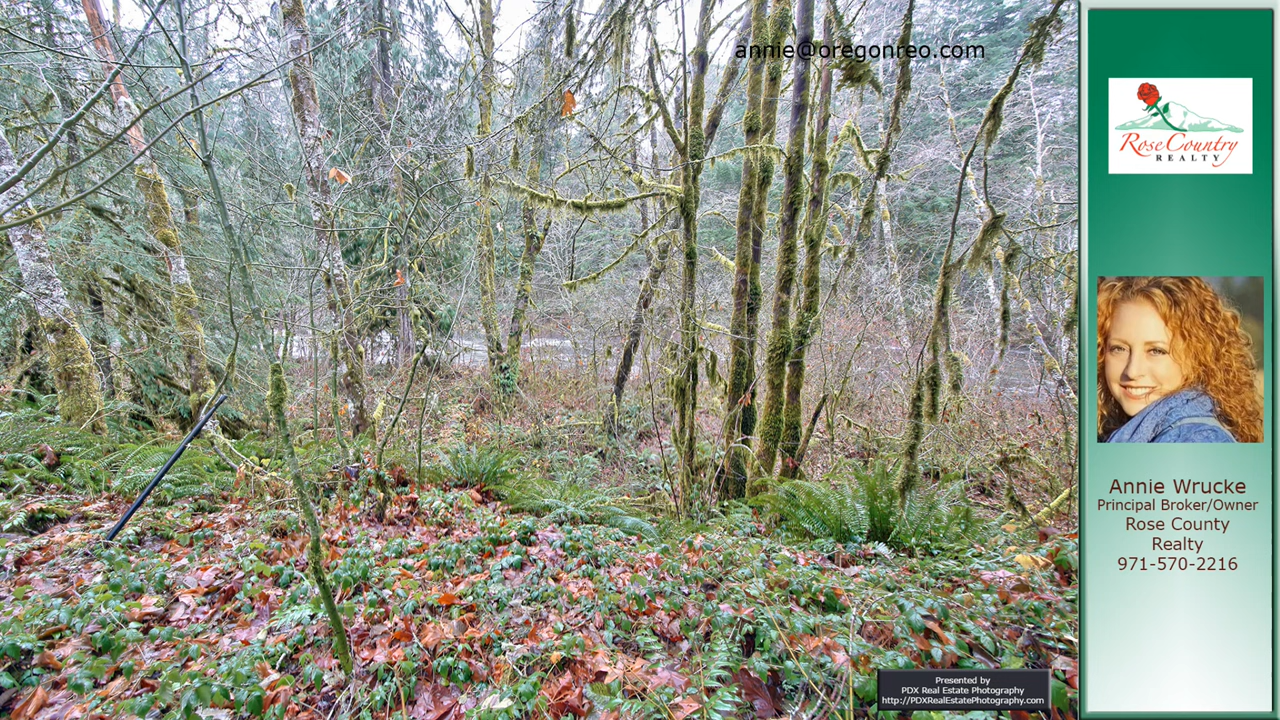 annie@oregonreo.com
Rose Country
REALTY
Annie Wrucke
Principal Broker/Owner
Rose County
Realty
971-570-2216
Presented by
PDX Real Estate Photography
http://PDXRealEstatePhotography.com